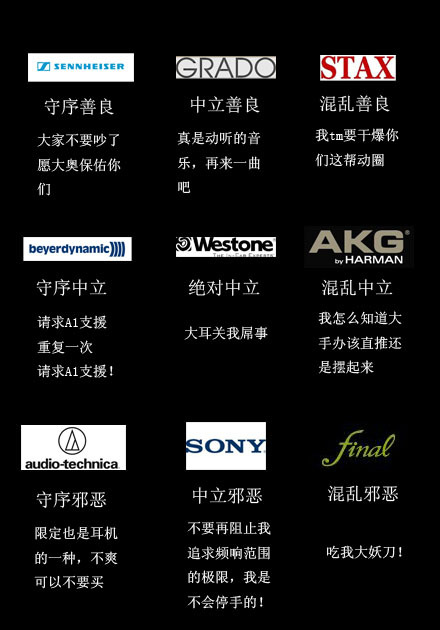 SENNHEISER
GRADO
STAX
守序善良
中立善良
混乱善良
大家不要吵了
愿大奥保佑你
们
真是动听的音
乐，再来一曲
吧
我tm要干爆你
们这帮动圈
beyerdynamic
Westone
THE IN-EAR EXPERTS
AKG®
by HARMAN
守序中立
绝对中立
混乱中立
请求A1支援
重复一次
请求A1支援！
大耳关我屌事
我怎么知道大
手办该直推还
是摆起来
audio-technica
SONY
final
守序邪恶
中立邪恶
混乱邪恶
限定也是耳机
的一种，不爽
可以不要买
不要再阻止我
追求频响范围
的极限，我是
不会停手的！
吃我大妖刀！